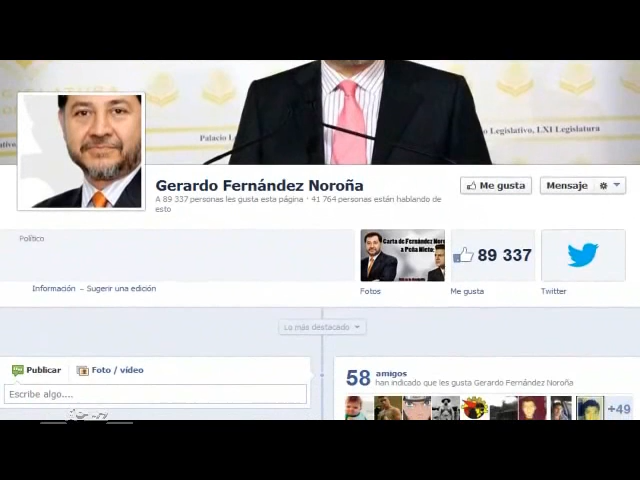 Palacio L
o Legislativo, LXI Legislatura
Gerardo Fernández Noroña
A 89 337 personas les gusta esta página · 41 764 personas están hablando de
esto
Me gusta
Mensaje
Político
Información – Sugerir una edición
Carta de Fernández Noro
a Peña Nieto:
89 337
Fotos
Me gusta
Twitter
Lo más destacado
Publicar
Foto / vídeo
Escribe algo....
58 amigos
han indicado que les gusta Gerardo Fernández Noroña
+49